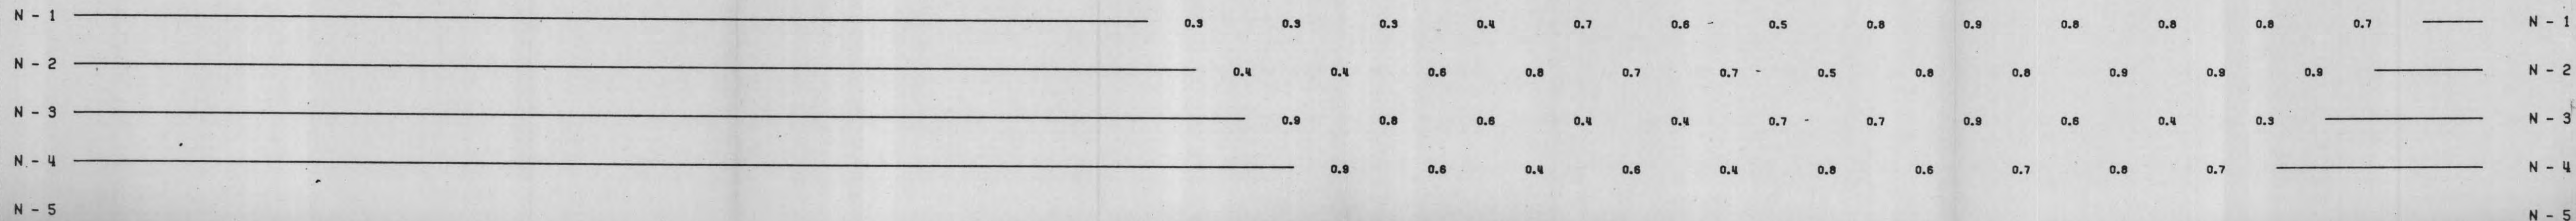 N - 1 0.3 0.3 0.3 0.4 0.7 0.6 0.5 0.8 0.9 0.8 0.8 0.8 0.7 N - 1
N - 2 0.4 0.4 0.6 0.8 0.7 0.7 0.5 0.8 0.8 0.9 0.9 0.9 N - 2
N - 3 0.9 0.8 0.6 0.4 0.4 0.7 0.7 0.9 0.6 0.4 0.3 N - 3
N - 4 0.9 0.6 0.4 0.6 0.4 0.8 0.6 0.7 0.8 0.7 N - 4
N - 5 N - 5